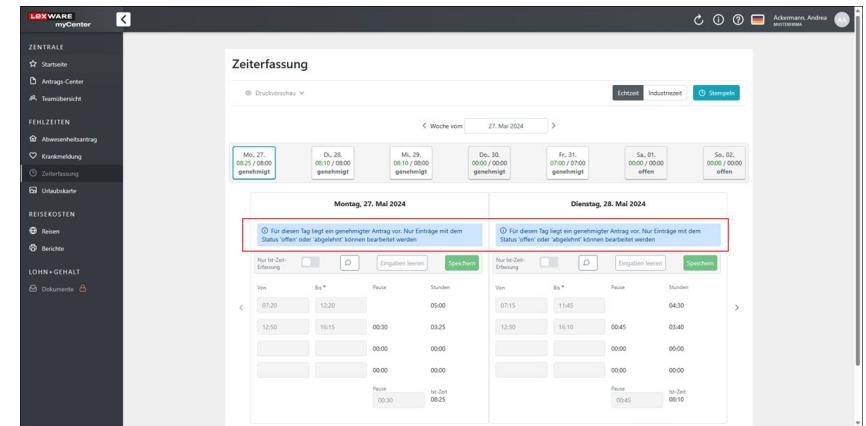 LEXWARE
myCenter
Ackermann, Andrea
MUSTERFIRMA
AA
ZENTRALE
Startseite
Antrags-Center
Teamübersicht
FEHLZEITEN
Abwesenheitsantrag
Krankmeldung
Zeiterfassung
Urlaubskarte
REISEKOSTEN
Reisen
Berichte
LOHN+GEHALT
Dokumente
Zeiterfassung
Druckvorschau
Echtzeit Industriezeit Stempeln
Woche vom 27. Mai 2024
Mo., 27. Di., 28. Mi., 29. Do., 30. Fr., 31. Sa., 01. So., 02.
08:25 / 08:00 08:10 / 08:00 08:10 / 08:00 00:00 / 00:00 07:00 / 07:00 00:00 / 00:00 00:00 / 00:00
genehmigt genehmigt genehmigt genehmigt genehmigt offen offen
Montag, 27. Mai 2024
Für diesen Tag liegt ein genehmigter Antrag vor. Nur Einträge mit dem
Status 'offen' oder 'abgelehnt' können bearbeitet werden
Nur Ist-Zeit-
Erfassung
Eingaben leeren Speichern
Von Bis * Pause Stunden
07:20 12:20 05:00
12:50 16:15 00:30 03:25
00:00 00:00
00:00 00:00
Pause Ist-Zeit
00:30 08:25
Dienstag, 28. Mai 2024
Für diesen Tag liegt ein genehmigter Antrag vor. Nur Einträge mit dem
Status 'offen' oder 'abgelehnt' können bearbeitet werden
Nur Ist-Zeit-
Erfassung
Eingaben leeren Speichern
Von Bis * Pause Stunden
07:15 11:45 04:30
12:30 16:10 00:45 03:40
00:00 00:00
00:00 00:00
Pause Ist-Zeit
00:45 08:10